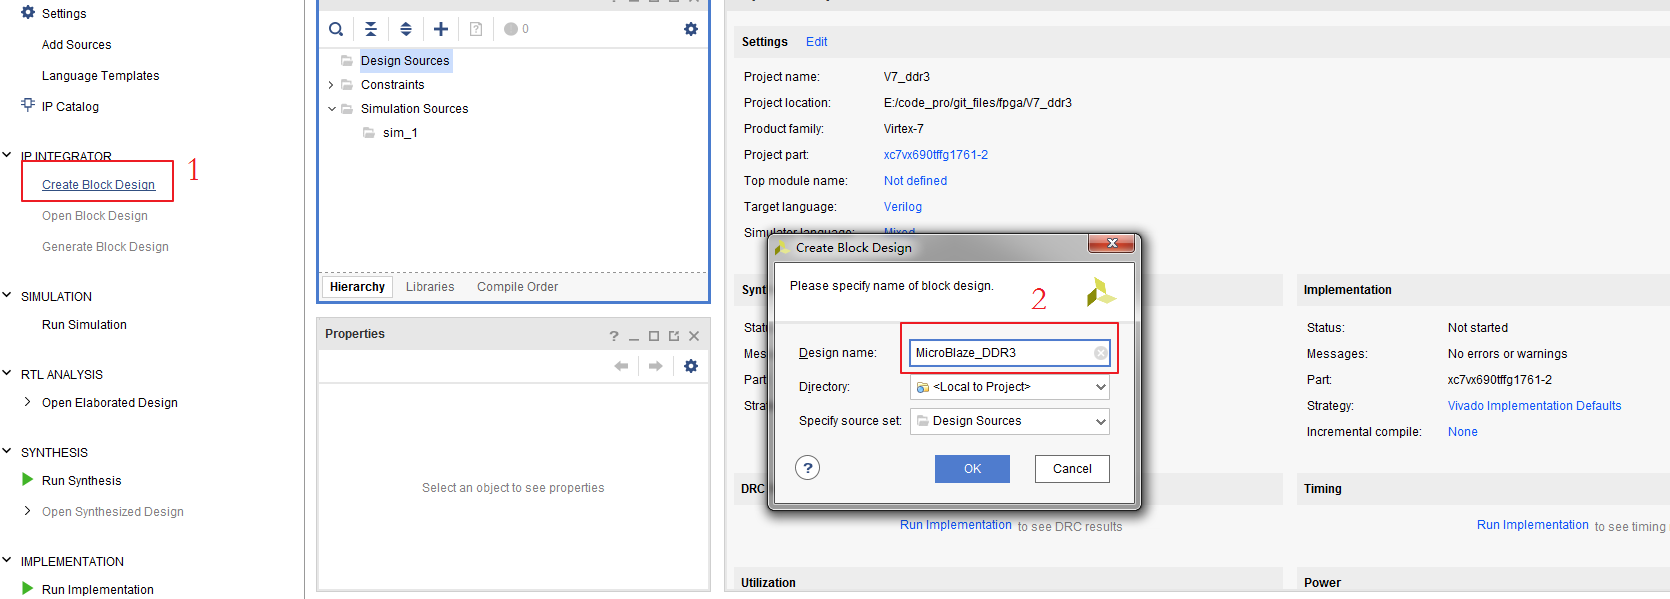 Settings
Add Sources
Language Templates
IP Catalog
IP INTEGRATOR
Create Block Design
1
Open Block Design
Generate Block Design
SIMULATION
Run Simulation
RTL ANALYSIS
Open Elaborated Design
SYNTHESIS
Run Synthesis
Open Synthesized Design
IMPLEMENTATION
Run Implementation
0
Design Sources
Constraints
Simulation Sources
sim_1
Hierarchy Libraries Compile Order
Properties
Select an object to see properties
Settings Edit
Project name: V7_ddr3
Project location: E:/code_pro/git_files/fpga/V7_ddr3
Product family: Virtex-7
Project part: xc7vx690tffg1761-2
Top module name: Not defined
Target language: Verilog
Simulator language: Mixed
Create Block Design
Please specify name of block design.
2
Design name: MicroBlaze_DDR3
Directory: <Local to Project>
Specify source set: Design Sources
? OK Cancel
Implementation
Status: Not started
Messages: No errors or warnings
Part: xc7vx690tffg1761-2
Strategy: Vivado Implementation Defaults
Incremental compile: None
DRC
Run Implementation to see DRC results
Timing
Run Implementation to see timing
Utilization
Power